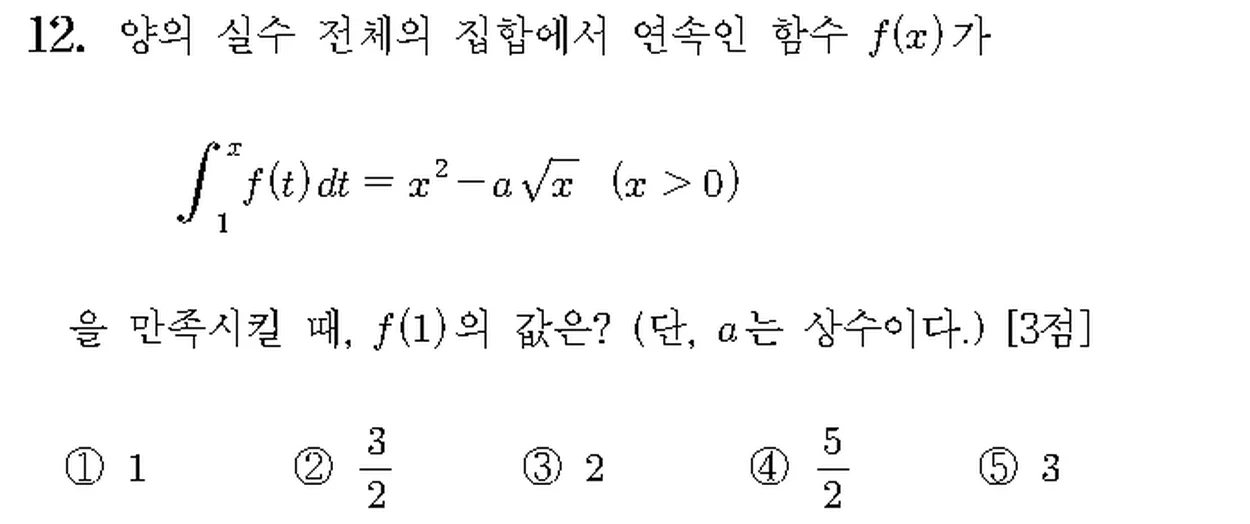 12. 양의 실수 전체의 집합에서 연속인 함수 f(x)가
∫₁ˣ f(t)dt = x² − a√x (x > 0)
을 만족시킬 때, f(1)의 값은? (단, a는 상수이다.) [3점]
① 1 ② 3/2 ③ 2 ④ 5/2 ⑤ 3